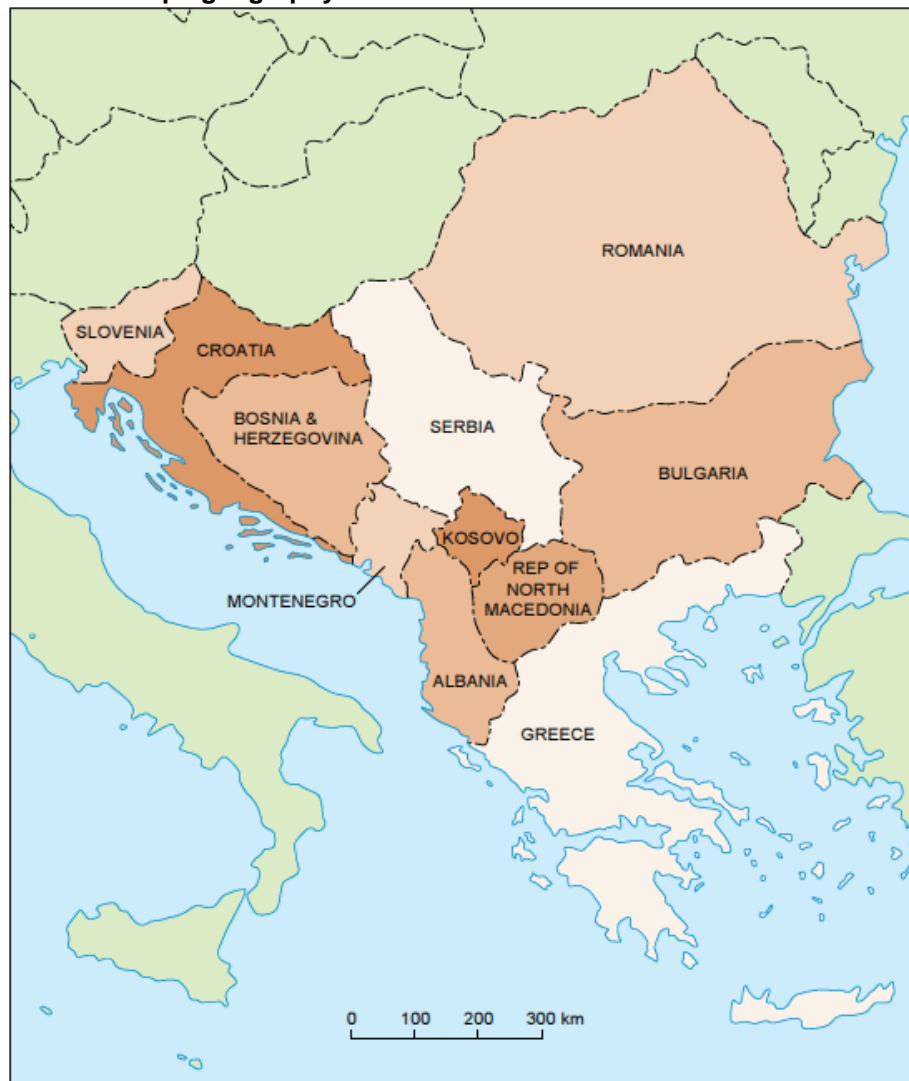 ROMANIA
SLOVENIA
CROATIA
BOSNIA &
HERZEGOVINA
SERBIA
BULGARIA
KOSOVO
REP OF
NORTH
MACEDONIA
MONTENEGRO
ALBANIA
GREECE
0 100 200 300 km